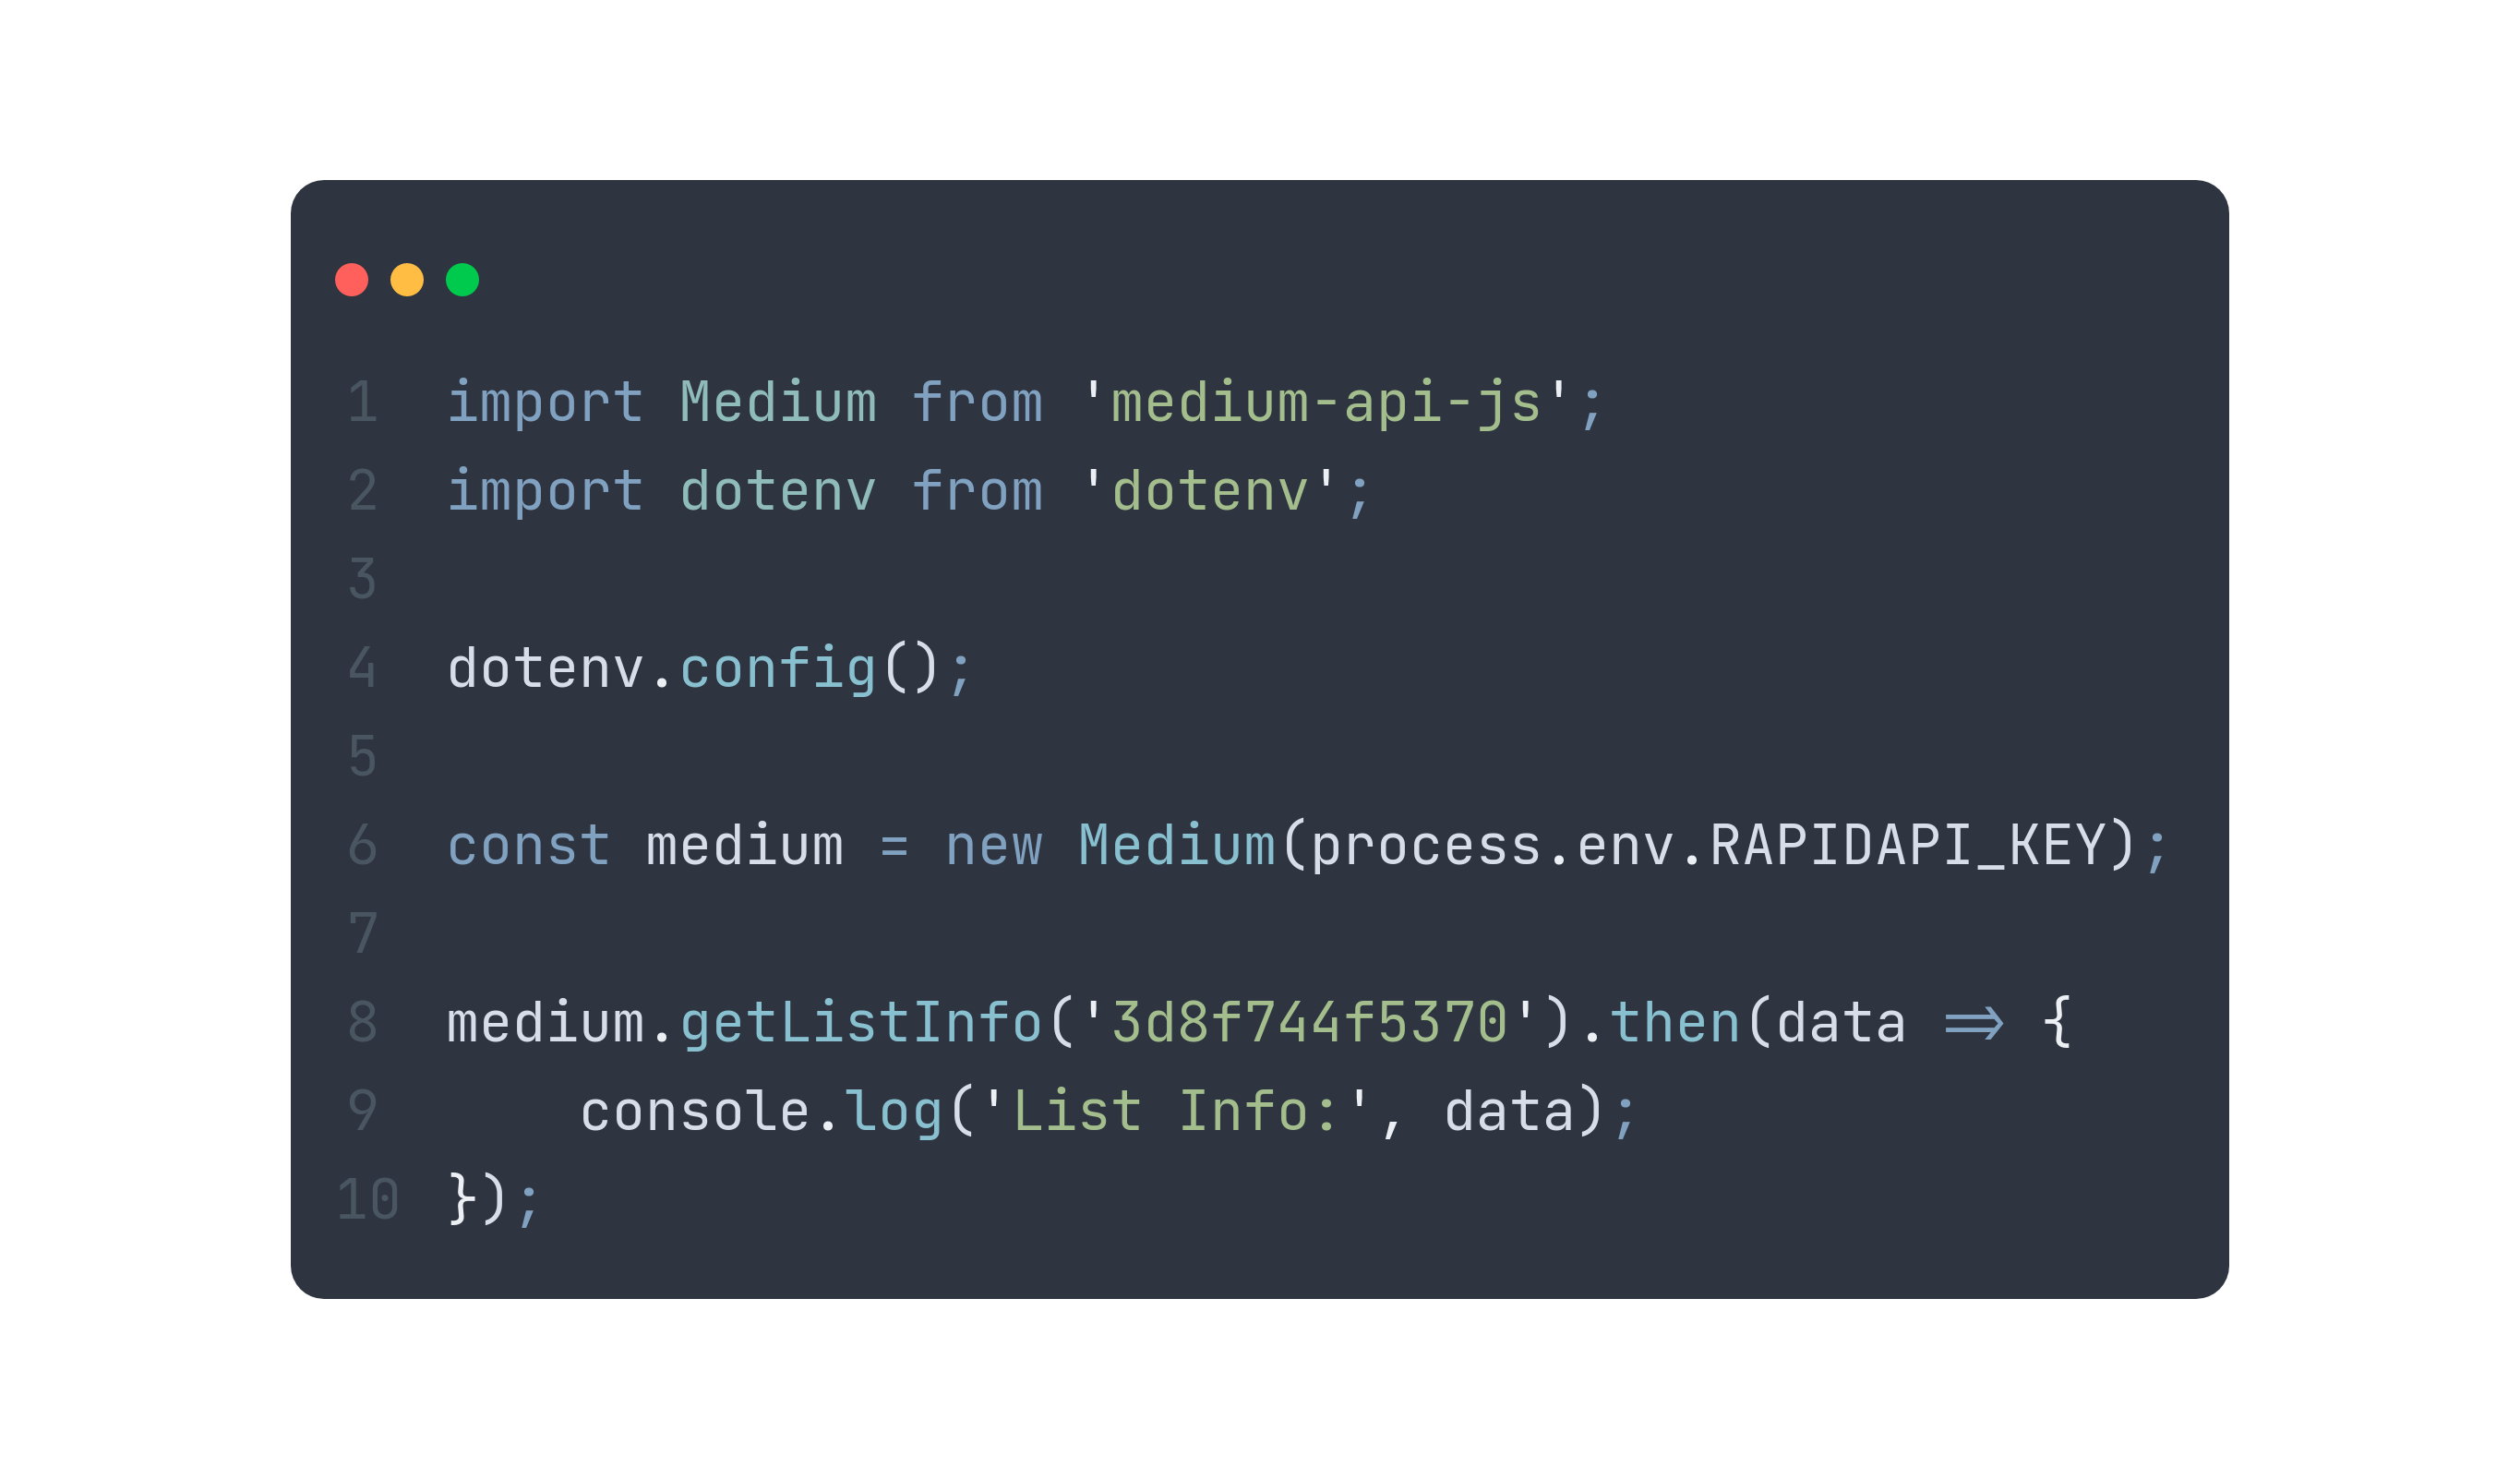 1 import Medium from 'medium-api-js';
2 import dotenv from 'dotenv';
3
4 dotenv.config();
5
6 const medium = new Medium(process.env.RAPIDAPI_KEY);
7
8 medium.getListInfo('3d8f744f5370').then(data => {
9     console.log('List Info:', data);
10 });